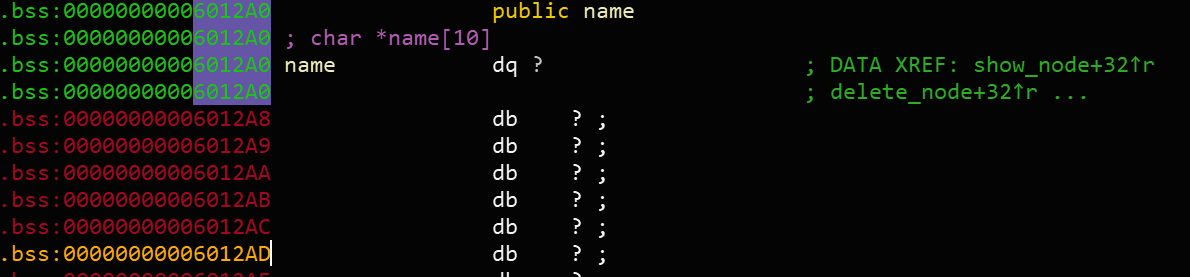 .bss:00000000006012A0 public name
.bss:00000000006012A0 ; char *name[10]
.bss:00000000006012A0 name dq ? ; DATA XREF: show_node+32↑r
.bss:00000000006012A0 ; delete_node+32↑r ...
.bss:00000000006012A8 db ? ;
.bss:00000000006012A9 db ? ;
.bss:00000000006012AA db ? ;
.bss:00000000006012AB db ? ;
.bss:00000000006012AC db ? ;
.bss:00000000006012AD db ? ;